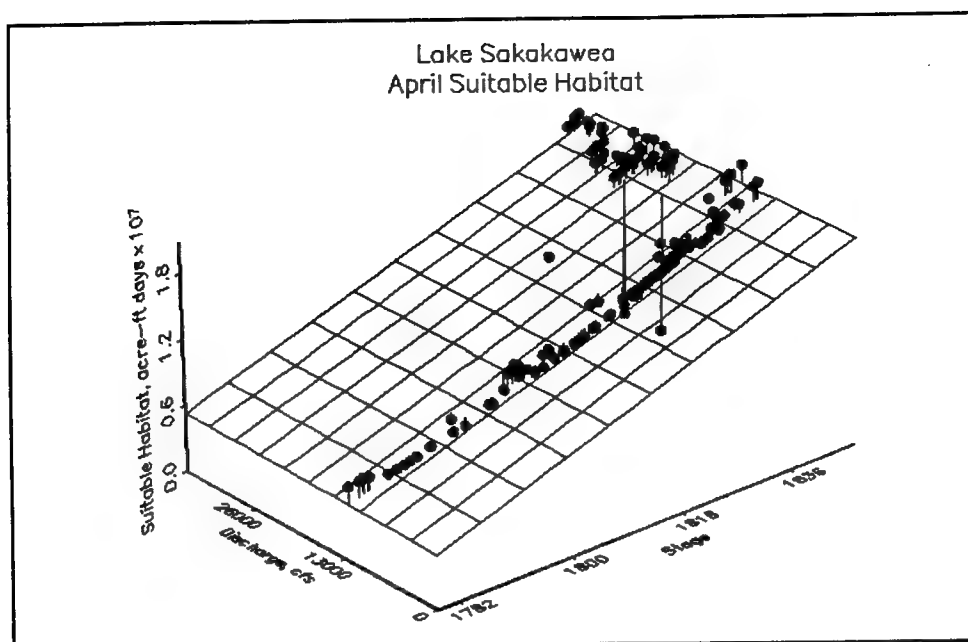 Lake Sakakawea
April Suitable Habitat
Suitable Habitat, acre-ft days x 107
1.8
1.2
0.6
0.0
26000
13000
0
Discharge, cfs
1782
1800
1818
1836
Stage